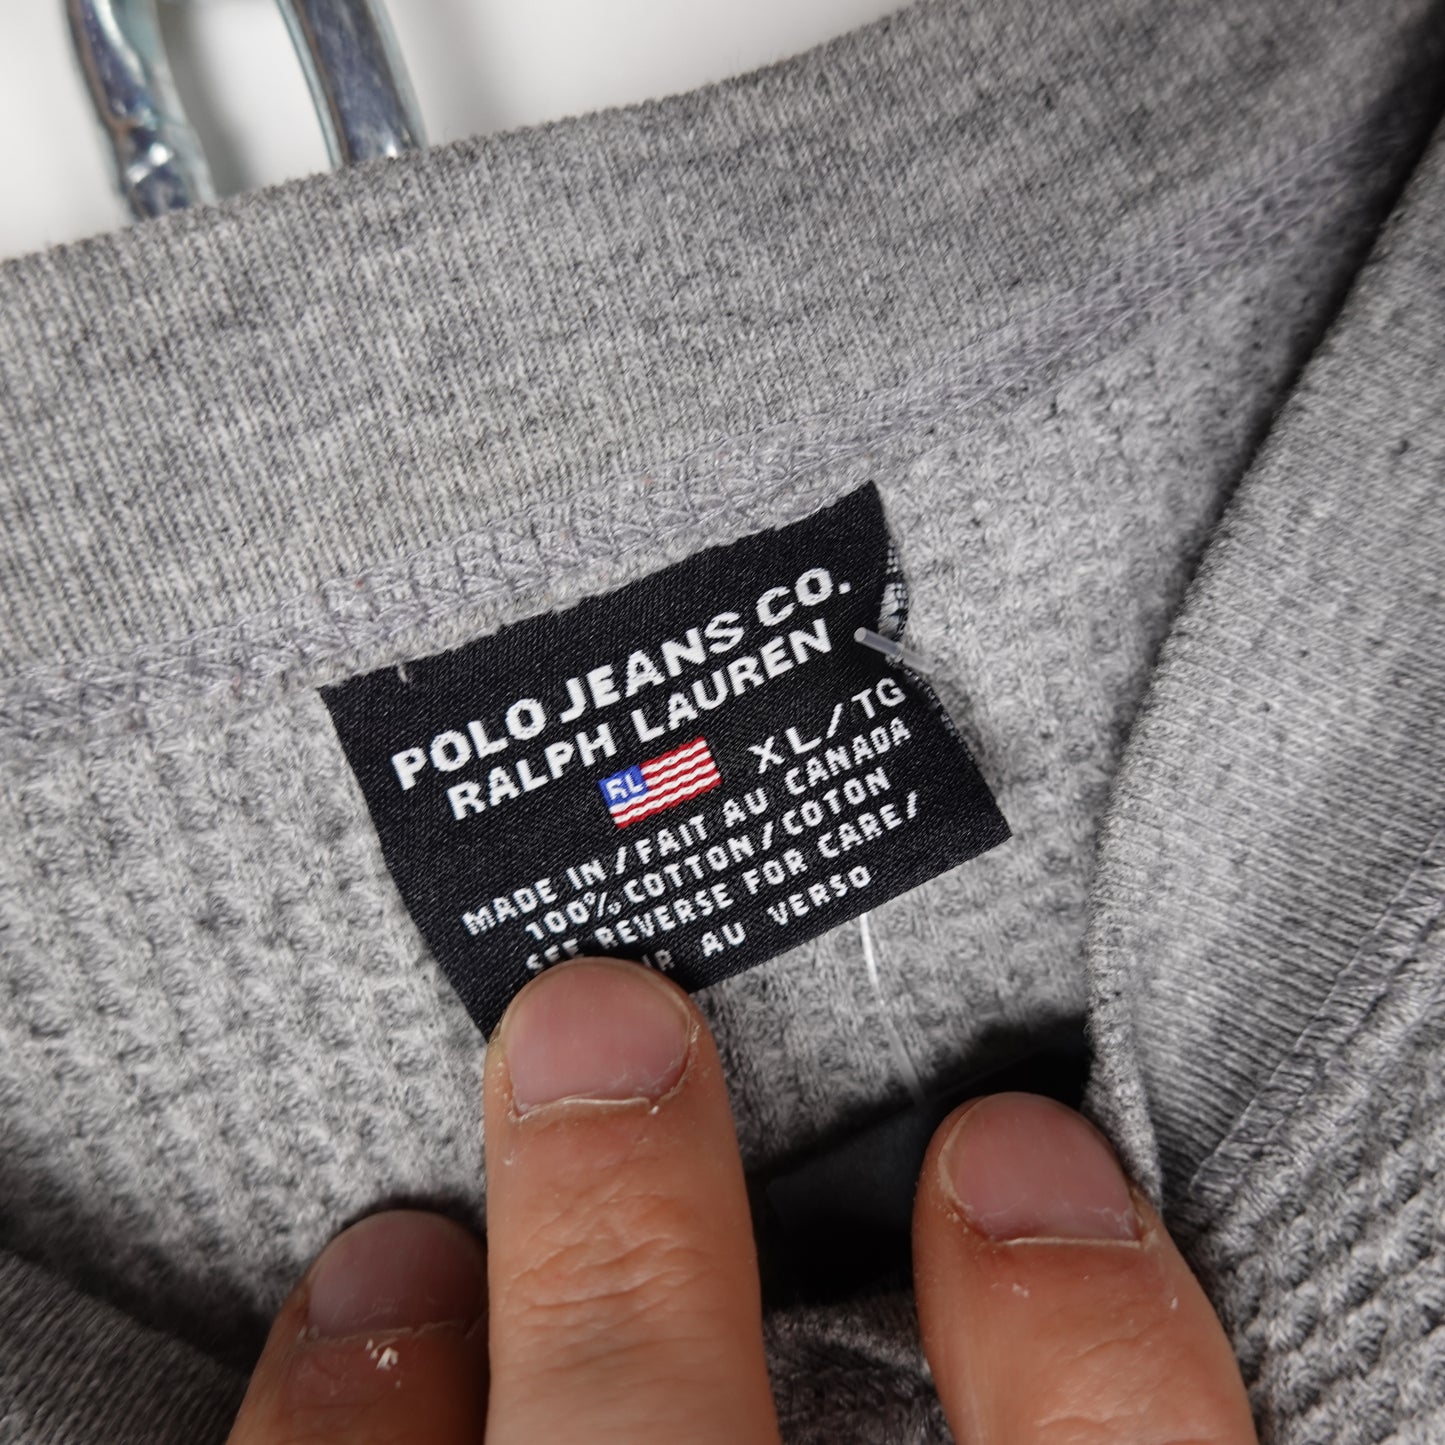 POLO JEANS CO.
RALPH LAUREN
RL XL/TG
MADE IN/FAIT AU CANADA
100% COTTON/COTON
SEE REVERSE FOR CARE/
AU VERSO